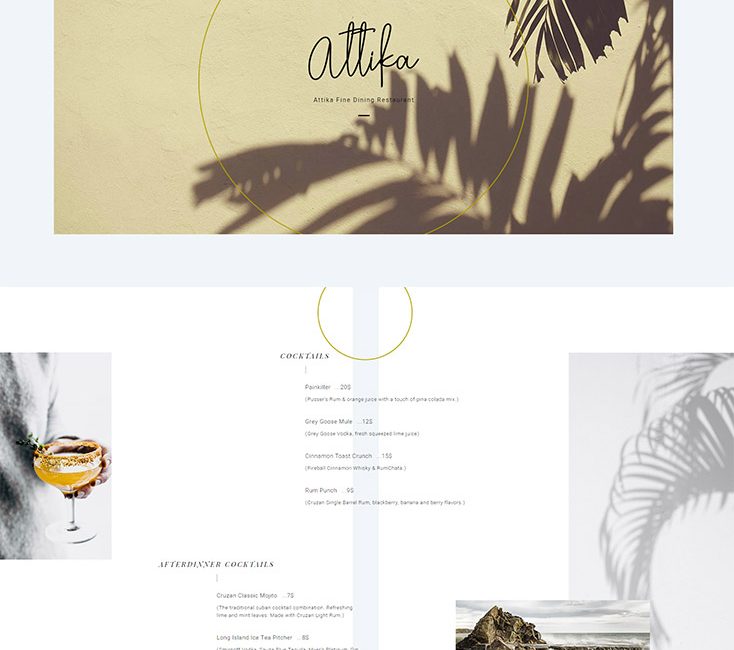 Attika
Attika Fine Dining Restaurant
COCKTAILS
Painkiller ... 20$
(Pusser's Rum & orange juice with a touch of pina colada mix.)
Grey Goose Mule ... 12$
(Grey Goose Vodka, fresh squeezed lime juice)
Cinnamon Toast Crunch ... 15$
(Fireball Cinnamon Whisky & RumChata.)
Rum Punch ... 9$
(Cruzan Single Barrel Rum, blackberry, banana and berry flavors.)
AFTERDINNER COCKTAILS
Cruzan Classic Mojito ... 7$
(The traditional cuban cocktail combination. Refreshing
lime and mint leaves. Made with Cruzan Light Rum.)
Long Island Ice Tea Pitcher ... 8$